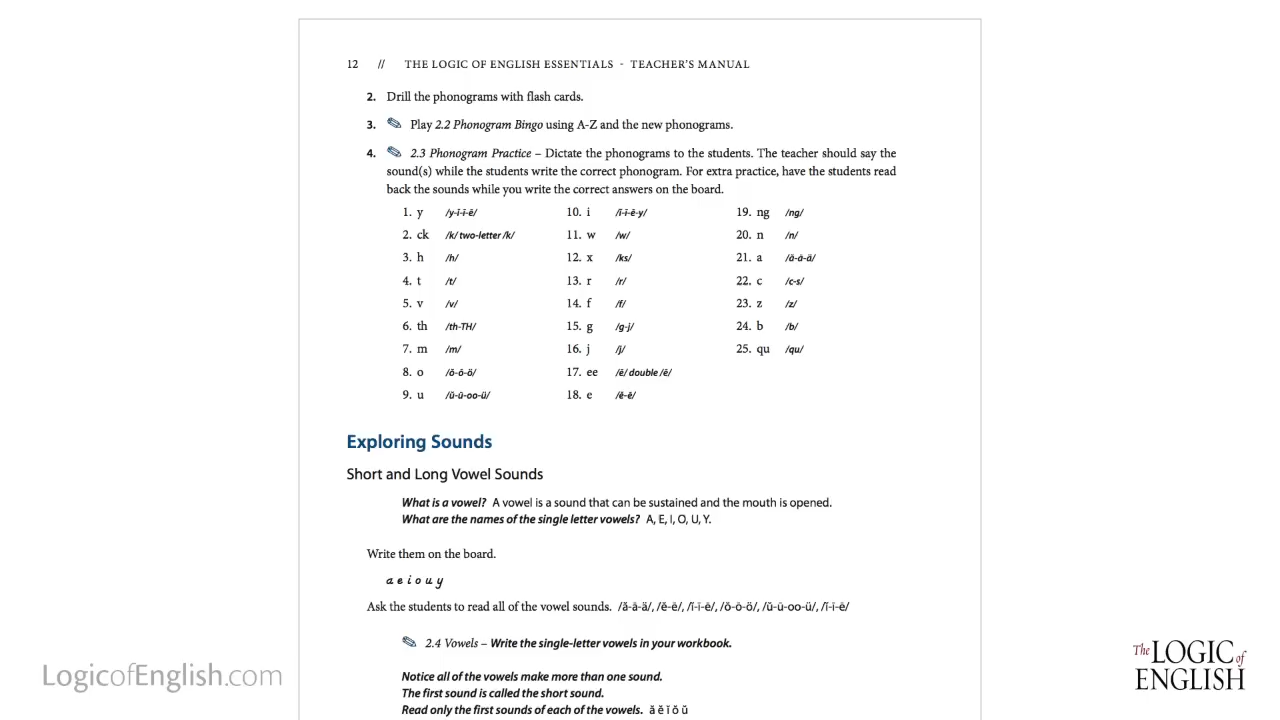 12 // THE LOGIC OF ENGLISH ESSENTIALS - TEACHER'S MANUAL
2. Drill the phonograms with flash cards.
3. Play 2.2 Phonogram Bingo using A-Z and the new phonograms.
4. 2.3 Phonogram Practice – Dictate the phonograms to the students. The teacher should say the
sound(s) while the students write the correct phonogram. For extra practice, have the students read
back the sounds while you write the correct answers on the board.
1. y /y-ĭ-ī-ē/ 10. i /ĭ-ī-ē-y/ 19. ng /ng/
2. ck /k/ two-letter /k/ 11. w /w/ 20. n /n/
3. h /h/ 12. x /ks/ 21. a /ă-ā-ä/
4. t /t/ 13. r /r/ 22. c /c-s/
5. v /v/ 14. f /f/ 23. z /z/
6. th /th-TH/ 15. g /g-j/ 24. b /b/
7. m /m/ 16. j /j/ 25. qu /qu/
8. o /ŏ-ō-ö/ 17. ee /ē/ double /ē/
9. u /ŭ-ū-oo-ü/ 18. e /ĕ-ē/
Exploring Sounds
Short and Long Vowel Sounds
What is a vowel? A vowel is a sound that can be sustained and the mouth is opened.
What are the names of the single letter vowels? A, E, I, O, U, Y.
Write them on the board.
a e i o u y
Ask the students to read all of the vowel sounds. /ă-ā-ä/, /ĕ-ē/, /ĭ-ī-ē/, /ŏ-ō-ö/, /ŭ-ū-oo-ü/, /ĭ-ī-ē/
2.4 Vowels – Write the single-letter vowels in your workbook.
Notice all of the vowels make more than one sound.
The first sound is called the short sound.
Read only the first sounds of each of the vowels. ă ĕ ĭ ŏ ŭ
LogicofEnglish.com
The LOGIC of
ENGLISH